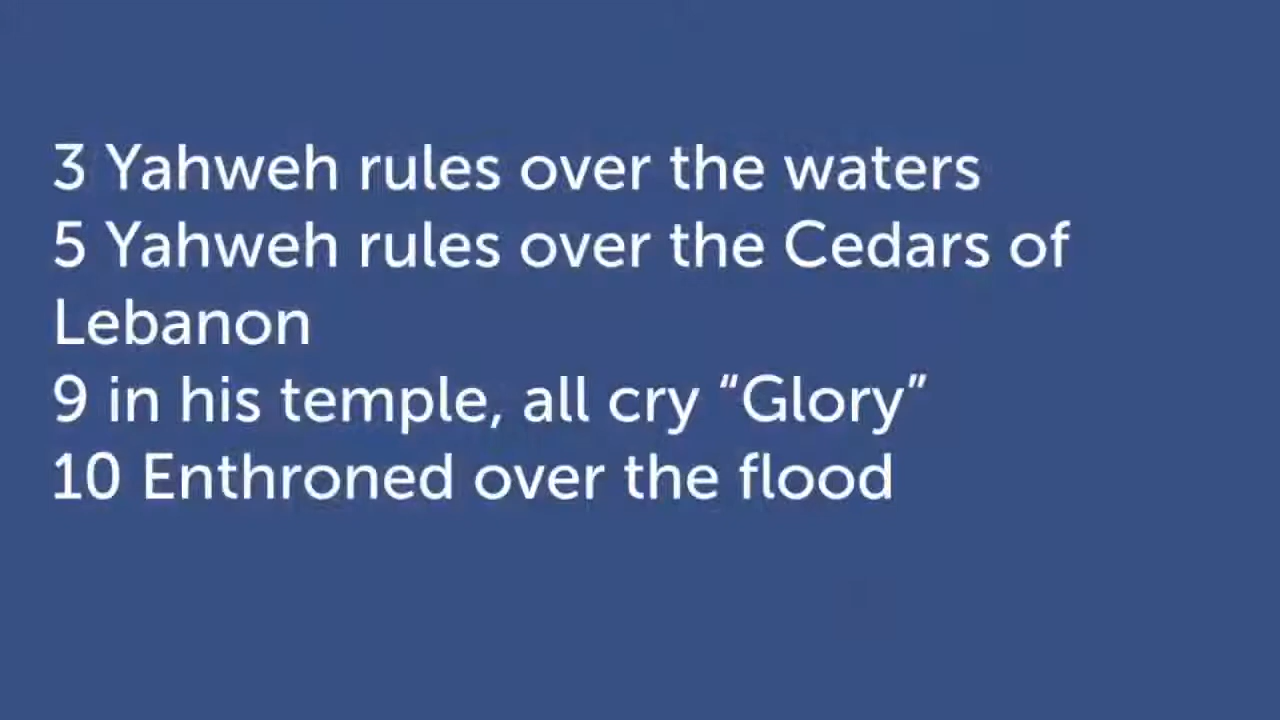 3 Yahweh rules over the waters
5 Yahweh rules over the Cedars of
Lebanon
9 in his temple, all cry “Glory”
10 Enthroned over the flood